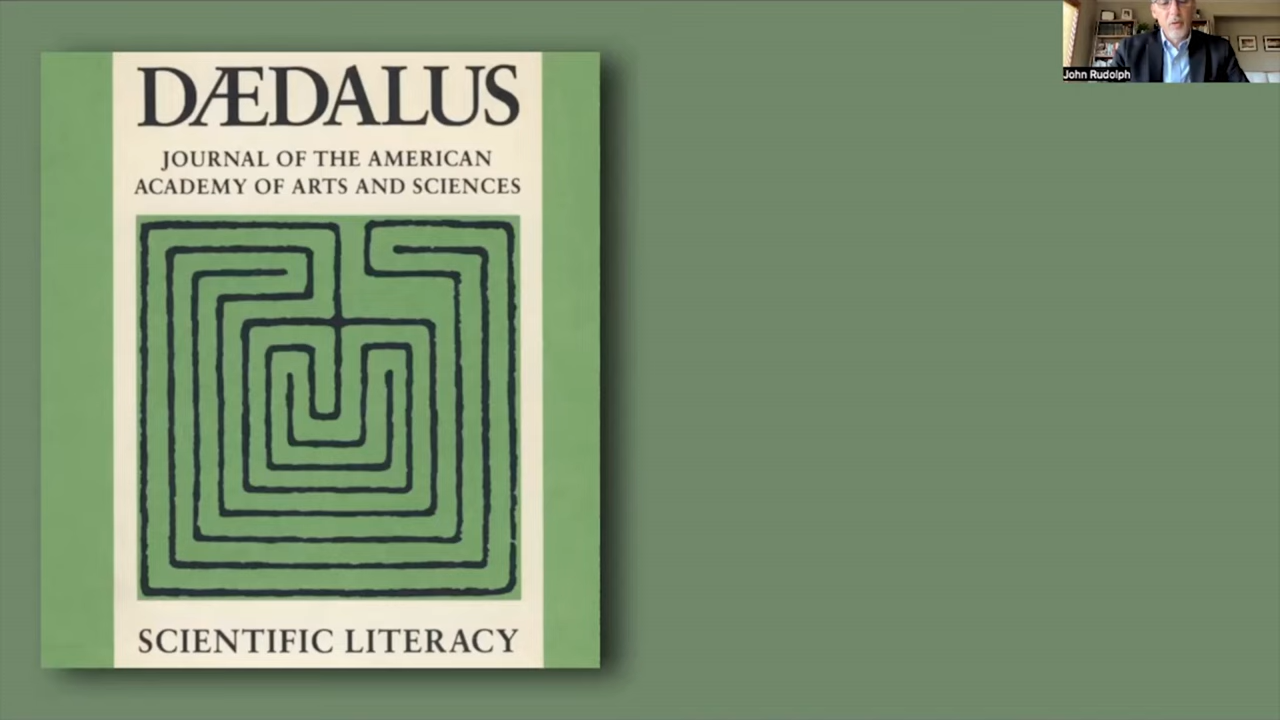 DÆDALUS
JOURNAL OF THE AMERICAN
ACADEMY OF ARTS AND SCIENCES
SCIENTIFIC LITERACY
John Rudolph